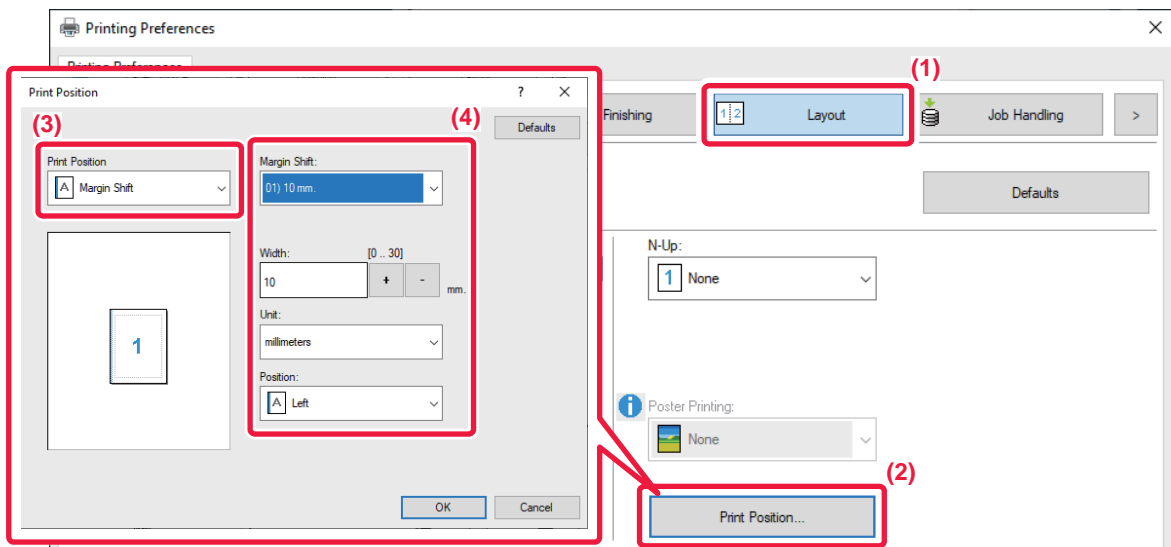 Printing Preferences
Printing Preferences
(1)
Finishing
1 2 Layout
Job Handling
>
Defaults
N-Up:
1 None
Poster Printing:
None
(2)
Print Position...
Print Position
? ×
(3)
(4)
Defaults
Print Position
A Margin Shift
1
Margin Shift:
01) 10 mm.
Width: [0 .. 30]
10 + - mm.
Unit:
millimeters
Position:
A Left
OK Cancel